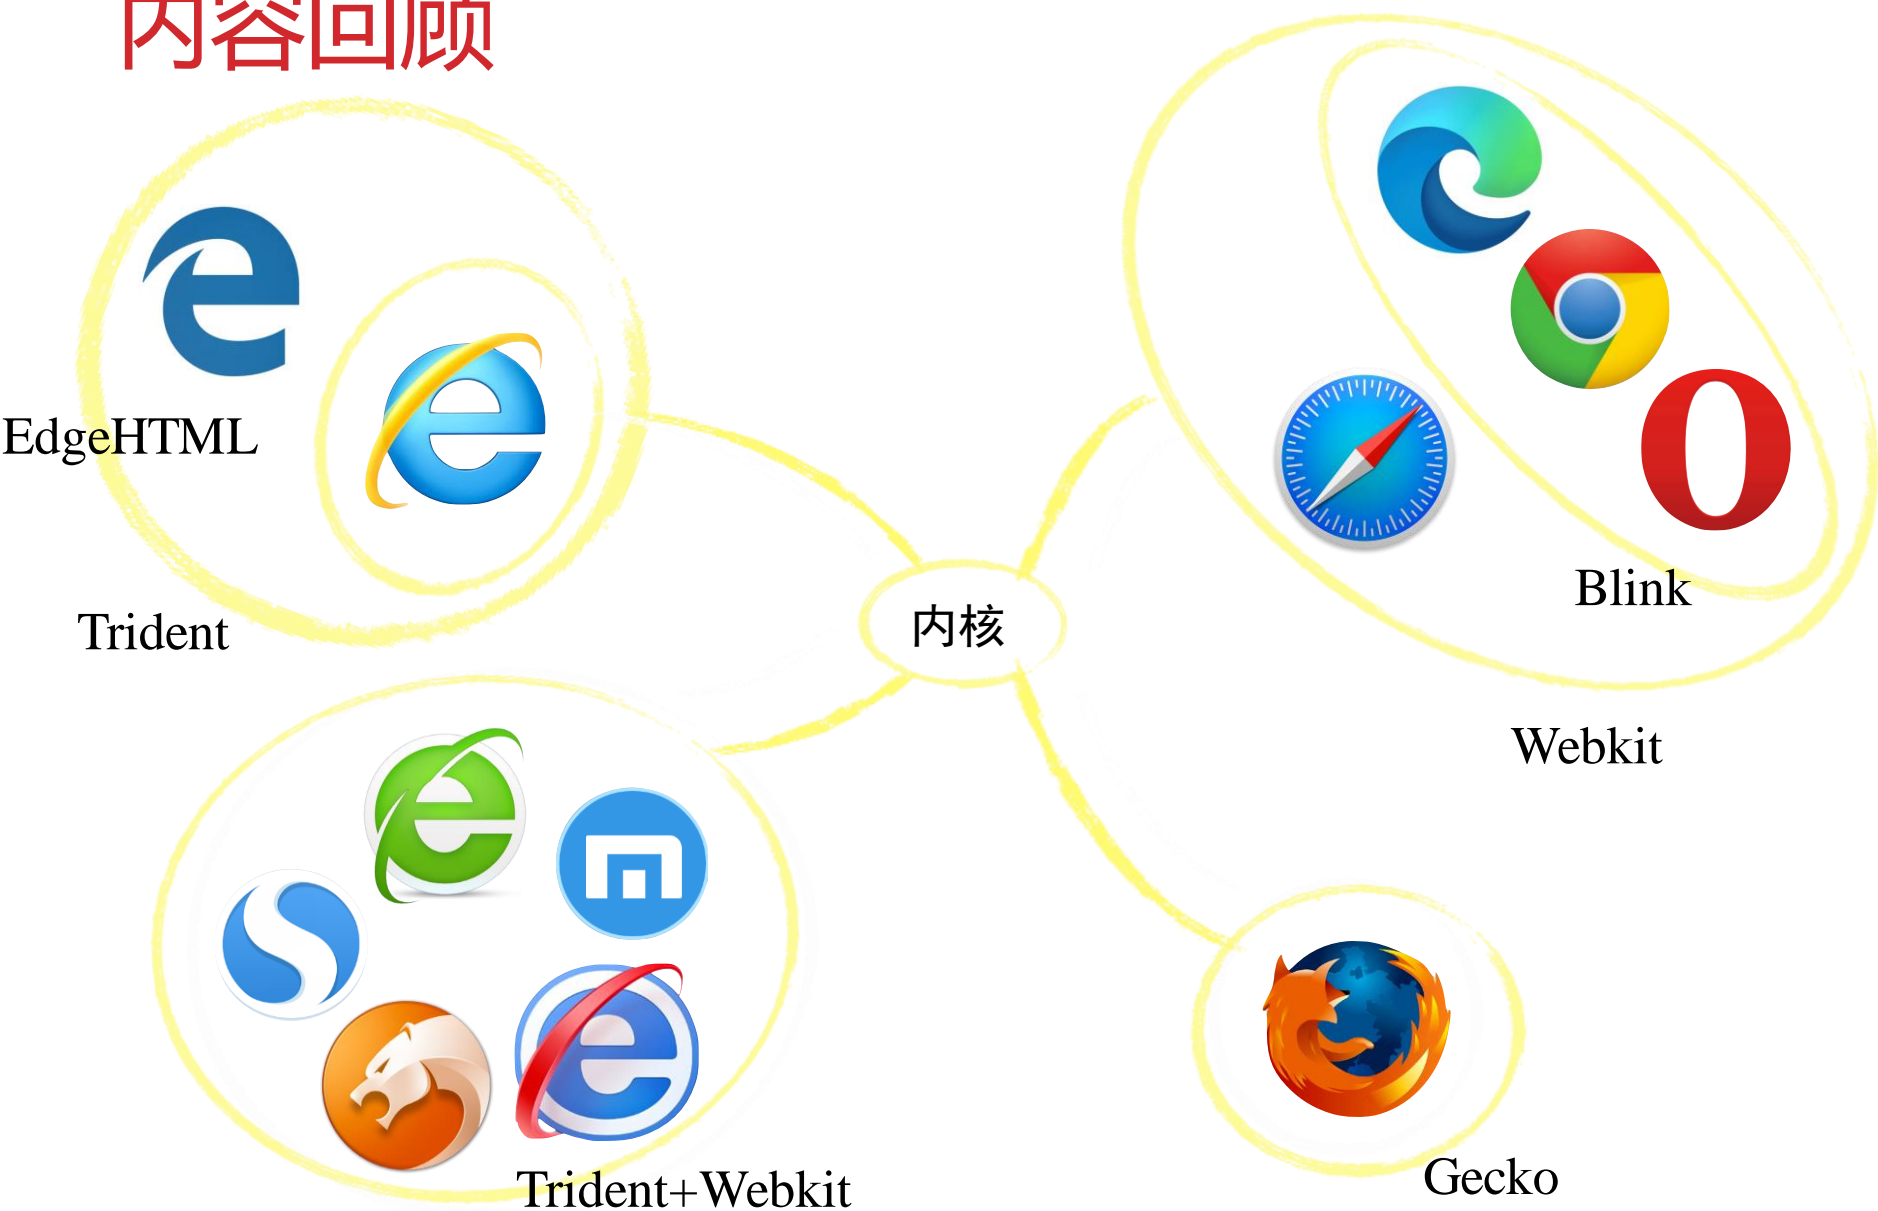 内容回顾
EdgeHTML
Trident
内核
Blink
Webkit
Trident+Webkit
Gecko